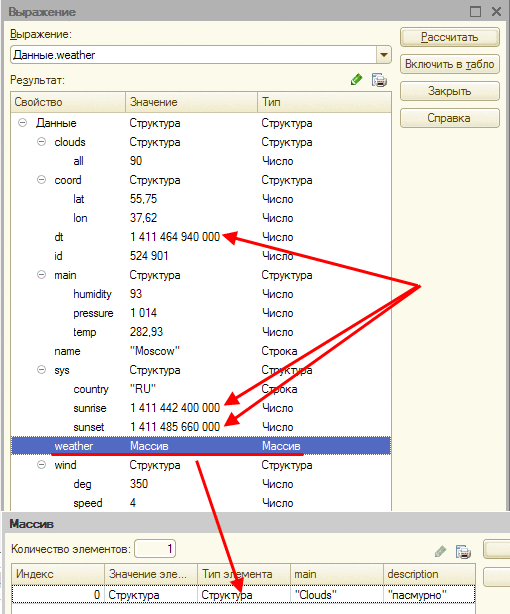 Выражение
Выражение:
Данные.weather
Рассчитать
Включить в табло
Закрыть
Справка
Результат:
Свойство Значение Тип
Данные Структура Структура
clouds Структура Структура
all 90 Число
coord Структура Структура
lat 55,75 Число
lon 37,62 Число
dt 1 411 464 940 000 Число
id 524 901 Число
main Структура Структура
humidity 93 Число
pressure 1 014 Число
temp 282,93 Число
name "Moscow" Строка
sys Структура Структура
country "RU" Строка
sunrise 1 411 442 400 000 Число
sunset 1 411 485 660 000 Число
weather Массив Массив
wind Структура Структура
deg 350 Число
speed 4 Число
Массив
Количество элементов: 1
Индекс Значение эле... Тип элемента main description
0 Структура Структура "Clouds" "пасмурно"